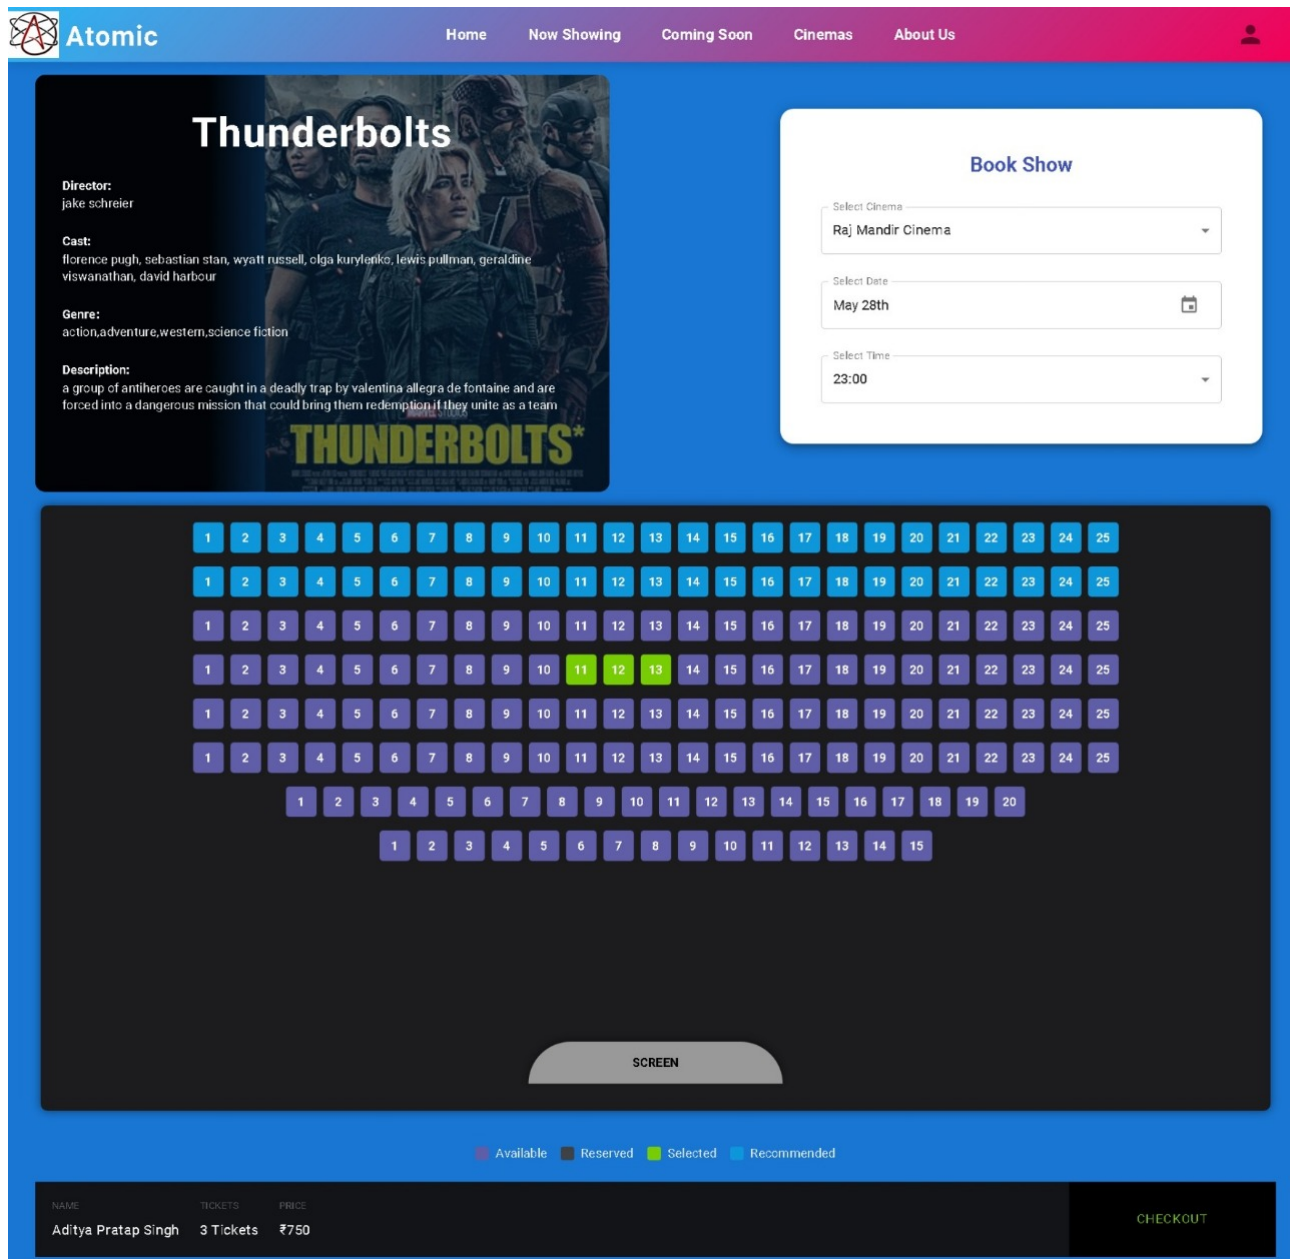 Atomic
Home Now Showing Coming Soon Cinemas About Us
Thunderbolts
Director:
jake schreier
Cast:
florence pugh, sebastian stan, wyatt russell, olga kurylenko, lewis pullman, geraldine
viswanathan, david harbour
Genre:
action,adventure,western,science fiction
Description:
a group of antiheroes are caught in a deadly trap by valentina allegra de fontaine and are
forced into a dangerous mission that could bring them redemption if they unite as a team
THUNDERBOLTS*
Book Show
Select Cinema
Raj Mandir Cinema
Select Date
May 28th
Select Time
23:00
1 2 3 4 5 6 7 8 9 10 11 12 13 14 15 16 17 18 19 20 21 22 23 24 25
1 2 3 4 5 6 7 8 9 10 11 12 13 14 15 16 17 18 19 20 21 22 23 24 25
1 2 3 4 5 6 7 8 9 10 11 12 13 14 15 16 17 18 19 20 21 22 23 24 25
1 2 3 4 5 6 7 8 9 10 11 12 13 14 15 16 17 18 19 20 21 22 23 24 25
1 2 3 4 5 6 7 8 9 10 11 12 13 14 15 16 17 18 19 20 21 22 23 24 25
1 2 3 4 5 6 7 8 9 10 11 12 13 14 15 16 17 18 19 20 21 22 23 24 25
1 2 3 4 5 6 7 8 9 10 11 12 13 14 15 16 17 18 19 20
1 2 3 4 5 6 7 8 9 10 11 12 13 14 15
SCREEN
Available Reserved Selected Recommended
NAME TICKETS PRICE
Aditya Pratap Singh 3 Tickets ₹750
CHECKOUT